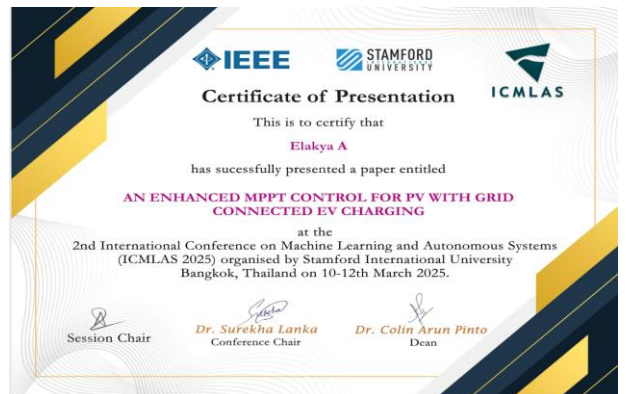 IEEE
STAMFORD
UNIVERSITY
ICMLAS
Certificate of Presentation
This is to certify that
Elakya A
has sucessfully presented a paper entitled
AN ENHANCED MPPT CONTROL FOR PV WITH GRID
CONNECTED EV CHARGING
at the
2nd International Conference on Machine Learning and Autonomous Systems
(ICMLAS 2025) organised by Stamford International University
Bangkok, Thailand on 10-12th March 2025.
Session Chair
Dr. Surekha Lanka
Conference Chair
Dr. Colin Arun Pinto
Dean